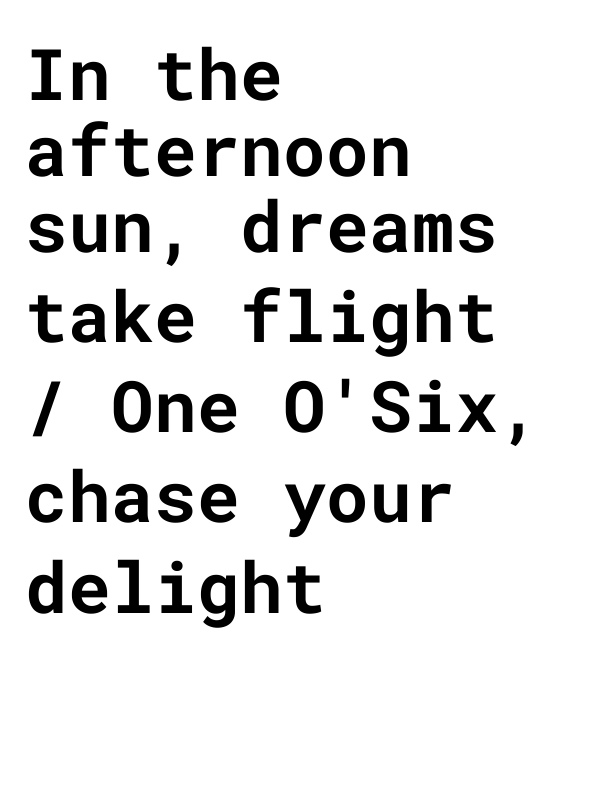 In the
afternoon
sun, dreams
take flight
/ One O'Six,
chase your
delight